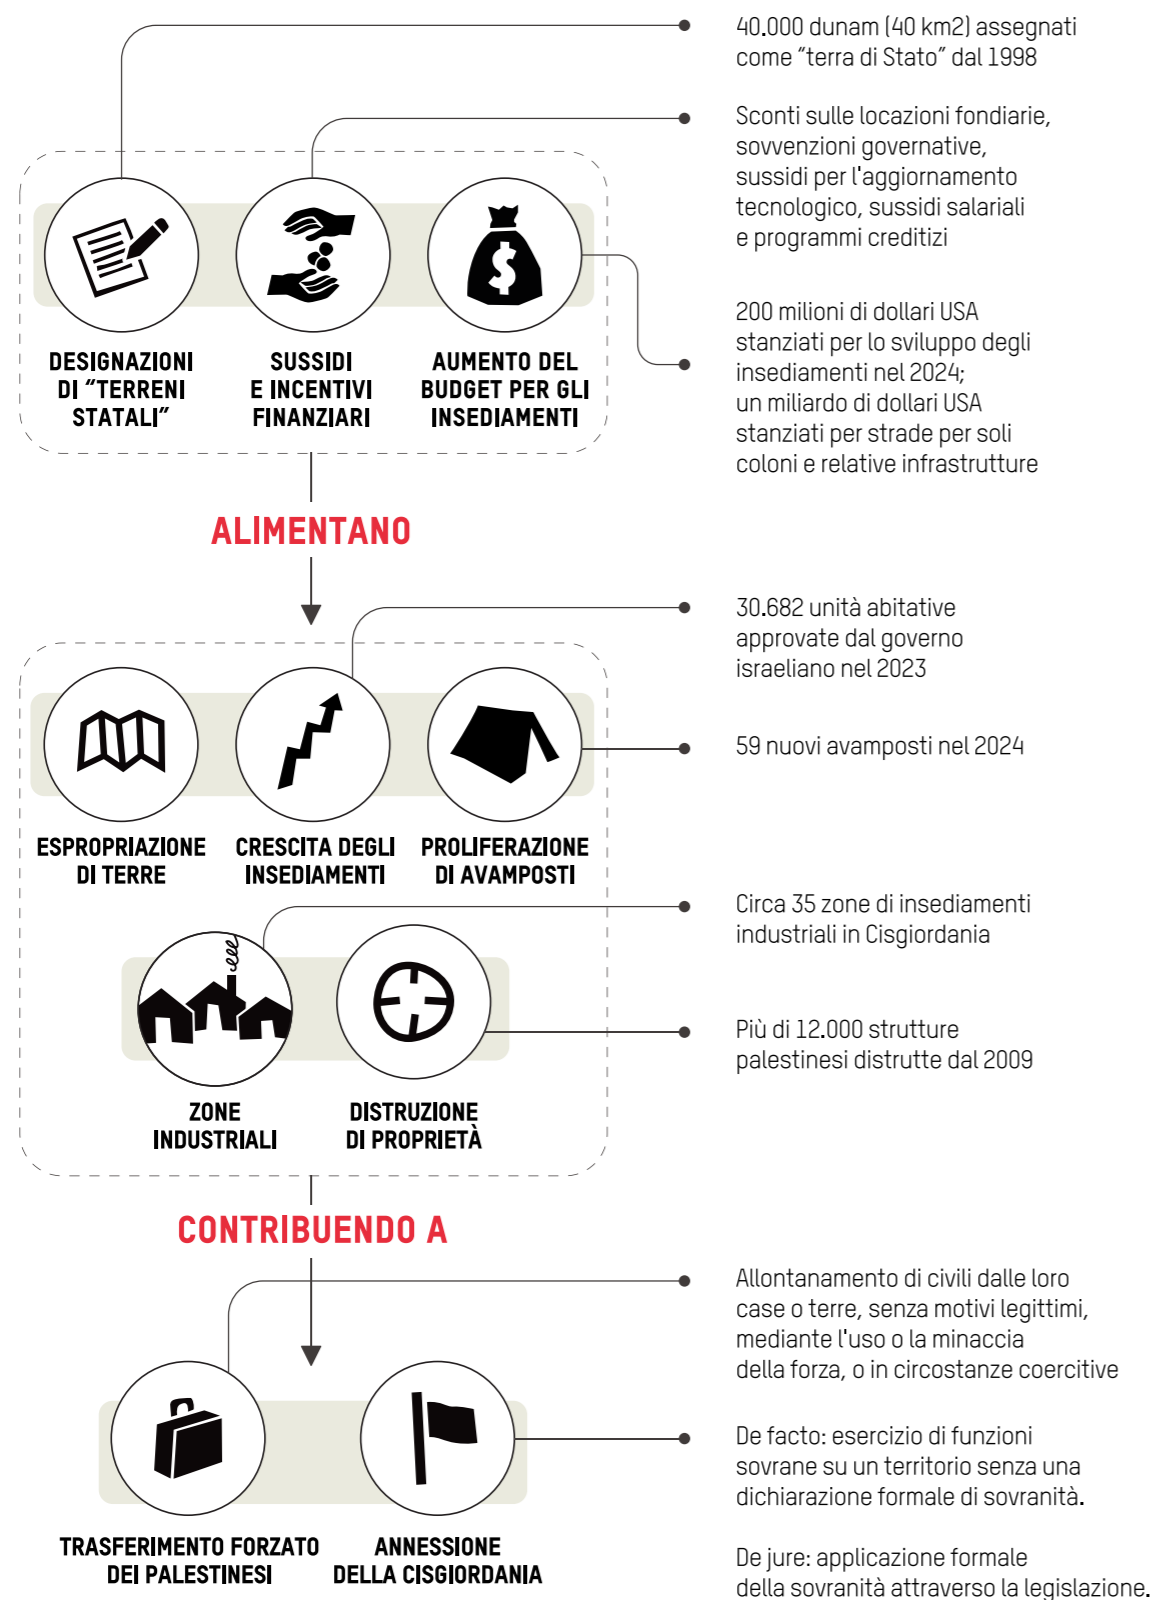 40.000 dunam (40 km2) assegnati
come “terra di Stato” dal 1998
Sconti sulle locazioni fondiarie,
sovvenzioni governative,
sussidi per l'aggiornamento
tecnologico, sussidi salariali
e programmi creditizi
$
DESIGNAZIONI
DI “TERRENI
STATALI”
SUSSIDI
E INCENTIVI
FINANZIARI
AUMENTO DEL
BUDGET PER GLI
INSEDIAMENTI
200 milioni di dollari USA
stanziati per lo sviluppo degli
insediamenti nel 2024;
un miliardo di dollari USA
stanziati per strade per soli
coloni e relative infrastrutture
ALIMENTANO
30.682 unità abitative
approvate dal governo
israeliano nel 2023
59 nuovi avamposti nel 2024
ESPROPRIAZIONE
DI TERRE
CRESCITA DEGLI
INSEDIAMENTI
PROLIFERAZIONE
DI AVAMPOSTI
Circa 35 zone di insediamenti
industriali in Cisgiordania
Più di 12.000 strutture
palestinesi distrutte dal 2009
ZONE
INDUSTRIALI
DISTRUZIONE
DI PROPRIETÀ
CONTRIBUENDO A
Allontanamento di civili dalle loro
case o terre, senza motivi legittimi,
mediante l'uso o la minaccia
della forza, o in circostanze coercitive
De facto: esercizio di funzioni
sovrane su un territorio senza una
dichiarazione formale di sovranità.
TRASFERIMENTO FORZATO
DEI PALESTINESI
ANNESSIONE
DELLA CISGIORDANIA
De jure: applicazione formale
della sovranità attraverso la legislazione.